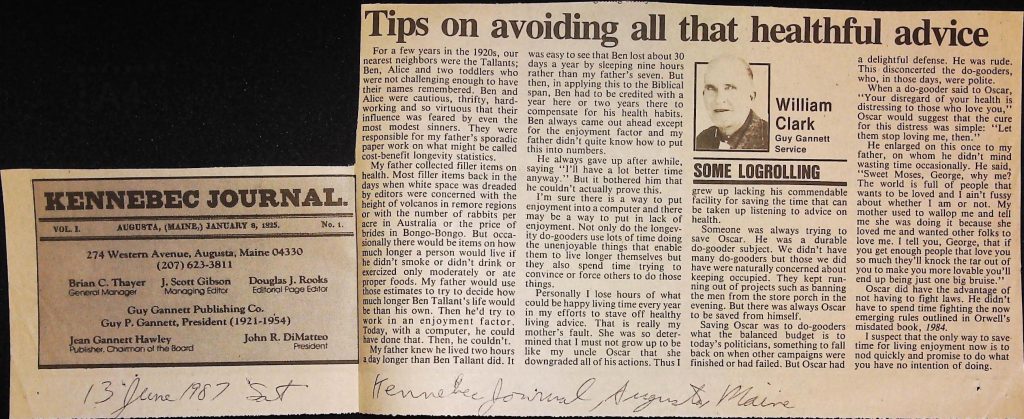 Tips on avoiding all that healthful advice
For a few years in the 1920s, our
nearest neighbors were the Tallants;
Ben, Alice and two toddlers who
were not challenging enough to have
their names remembered. Ben and
Alice were cautious, thrifty, hard-
working and so virtuous that their
influence was feared by even the
most modest sinners. They were
responsible for my father's sporadic
paper work on what might be called
cost-benefit longevity statistics.
My father collected filler items on
health. Most filler items back in the
days when white space was dreaded
by editors were concerned with the
height of volcanos in remore regions
or with the number of rabbits per
acre in Australia or the price of
brides in Bongo-Bongo. But occa-
sionally there would be items on how
much longer a person would live if
he didn't smoke or didn't drink or
exercized only moderately or ate
proper foods. My father would use
those estimates to try to decide how
much longer Ben Tallant's life would
be than his own. Then he'd try to
work in an enjoyment factor.
Today, with a computer, he could
have done that. Then, he couldn't.
My father knew he lived two hours
a day longer than Ben Tallant did. It
was easy to see that Ben lost about 30
days a year by sleeping nine hours
rather than my father's seven. But
then, in applying this to the Biblical
span, Ben had to be credited with a
year here or two years there to
compensate for his health habits.
Ben always came out ahead except
for the enjoyment factor and my
father didn't quite know how to put
this into numbers.
He always gave up after awhile,
saying "I'll have a lot better time
anyway." But it bothered him that
he couldn't actually prove this.
I'm sure there is a way to put
enjoyment into a computer and there
may be a way to put in lack of
enjoyment. Not only do the longev-
ity do-gooders use lots of time doing
the unenjoyable things that enable
them to live longer themselves but
they also spend time trying to
convince or force others to do those
things.
Personally I lose hours of what
could be happy living time every year
in my efforts to stave off healthy
living advice. That is really my
mother's fault. She was so deter-
mined that I must not grow up to be
like my uncle Oscar that she
downgraded all of his actions. Thus I
William
Clark
Guy Gannett
Service
SOME LOGROLLING
grew up lacking his commendable
facility for saving the time that can
be taken up listening to advice on
health.
Someone was always trying to
save Oscar. He was a durable
do-gooder subject. We didn't have
many do-gooders but those we did
have were naturally concerned about
keeping occupied. They kept run-
ning out of projects such as banning
the men from the store porch in the
evening. But there was always Oscar
to be saved from himself.
Saving Oscar was to do-gooders
what the balanced budget is to
today's politicians, something to fall
back on when other campaigns were
finished or had failed. But Oscar had
a delightful defense. He was rude.
This disconcerted the do-gooders,
who, in those days, were polite.
When a do-gooder said to Oscar,
"Your disregard of your health is
distressing to those who love you,"
Oscar would suggest that the cure
for this distress was simple: "Let
them stop loving me, then."
He enlarged on this once to my
father, on whom he didn't mind
wasting time occasionally. He said,
"Sweet Moses, George, why me?
The world is full of people that
wants to be loved and I ain't fussy
about whether I am or not. My
mother used to wallop me and tell
me she was doing it because she
loved me and wanted other folks to
love me. I tell you, George, that if
you get enough people that love you
so much they'll knock the tar out of
you to make you more lovable you'll
end up being just one big bruise."
Oscar did have the advantage of
not having to fight laws. He didn't
have to spend time fighting the now
emerging rules outlined in Orwell's
misdated book, 1984.
I suspect that the only way to save
time for living enjoyment now is to
nod quickly and promise to do what
you have no intention of doing.
KENNEBEC JOURNAL.
VOL. I. AUGUSTA, (MAINE,) JANUARY 8, 1825. No. 1.
274 Western Avenue, Augusta, Maine 04330
(207) 623-3811
Brian C. Thayer J. Scott Gibson Douglas J. Rooks
General Manager Managing Editor Editorial Page Editor
Guy Gannett Publishing Co.
Guy P. Gannett, President (1921-1954)
Jean Gannett Hawley John R. DiMatteo
Publisher, Chairman of the Board President
13 June 1987 Sat
Kennebec Journal, Augusta Maine